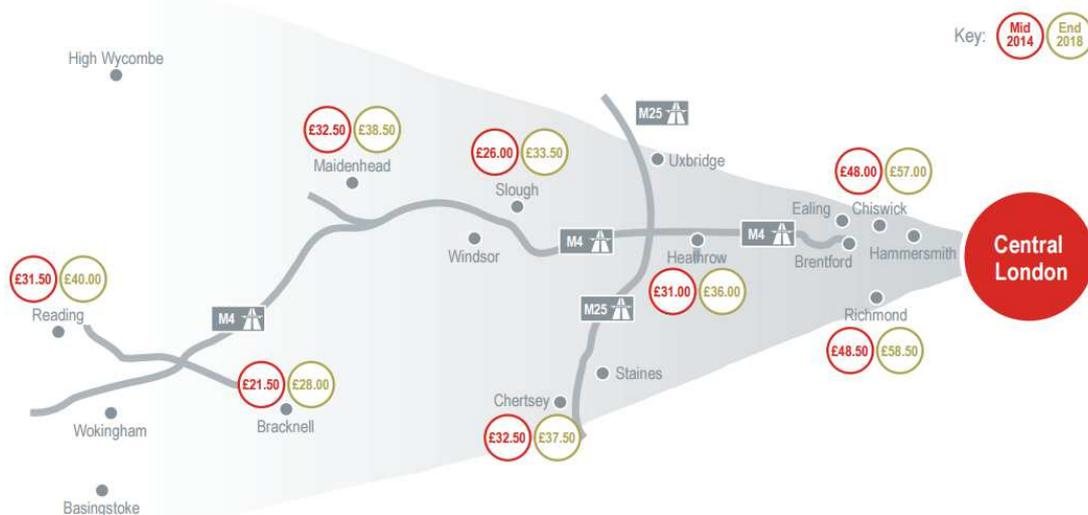 Key:
Mid
2014
End
2018
High Wycombe
M25
£32.50
£38.50
Maidenhead
£26.00
£33.50
Slough
Uxbridge
£48.00
£57.00
Ealing
Chiswick
Windsor
M4
Heathrow
M4
Brentford
Hammersmith
Central
London
£31.50
£40.00
Reading
£31.00
£36.00
M4
M25
Richmond
£48.50
£58.50
£21.50
£28.00
Bracknell
Staines
Chertsey
£32.50
£37.50
Wokingham
Basingstoke